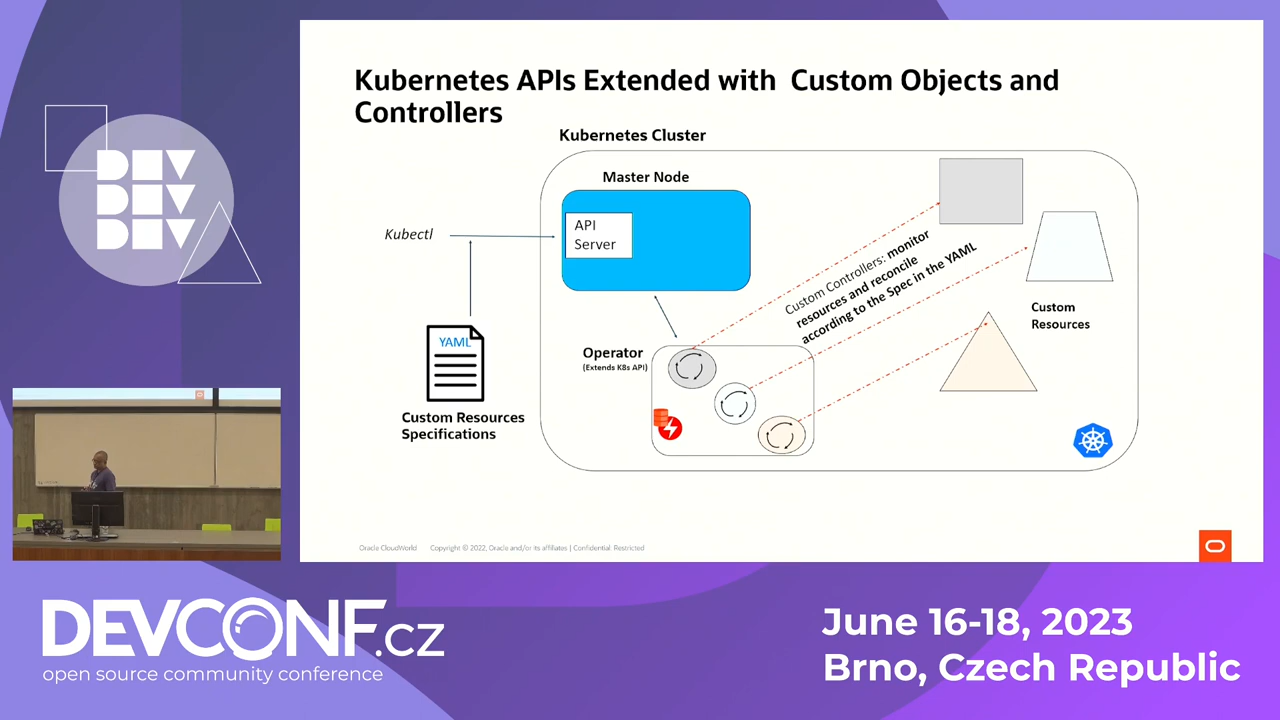 Kubernetes APIs Extended with Custom Objects and
Controllers
Kubernetes Cluster
Master Node
Kubectl
API
Server
YAML
Custom Resources
Specifications
Operator
(Extends K8s API)
Custom Controllers: monitor
resources and reconcile
according to the Spec in the YAML
Custom
Resources
Oracle CloudWorld Copyright © 2022, Oracle and/or its affiliates | Confidential: Restricted
DEV
DEV
DEV
DEVCONF.cz
open source community conference
June 16-18, 2023
Brno, Czech Republic